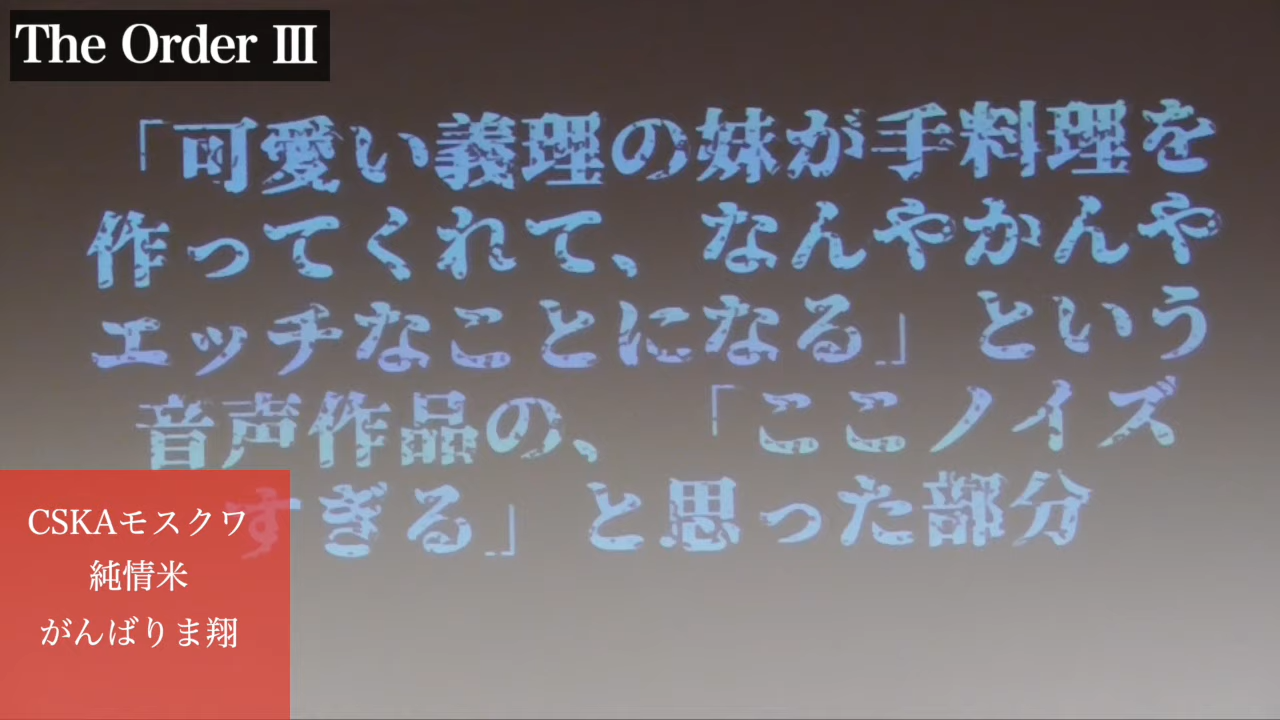 The Order Ⅲ
「可愛い義理の妹が手料理を
作ってくれて、なんやかんや
エッチなことになる」という
音声作品の、「ここノイズ
すぎる」と思った部分
CSKAモスクワ
純情米
がんばりま翔